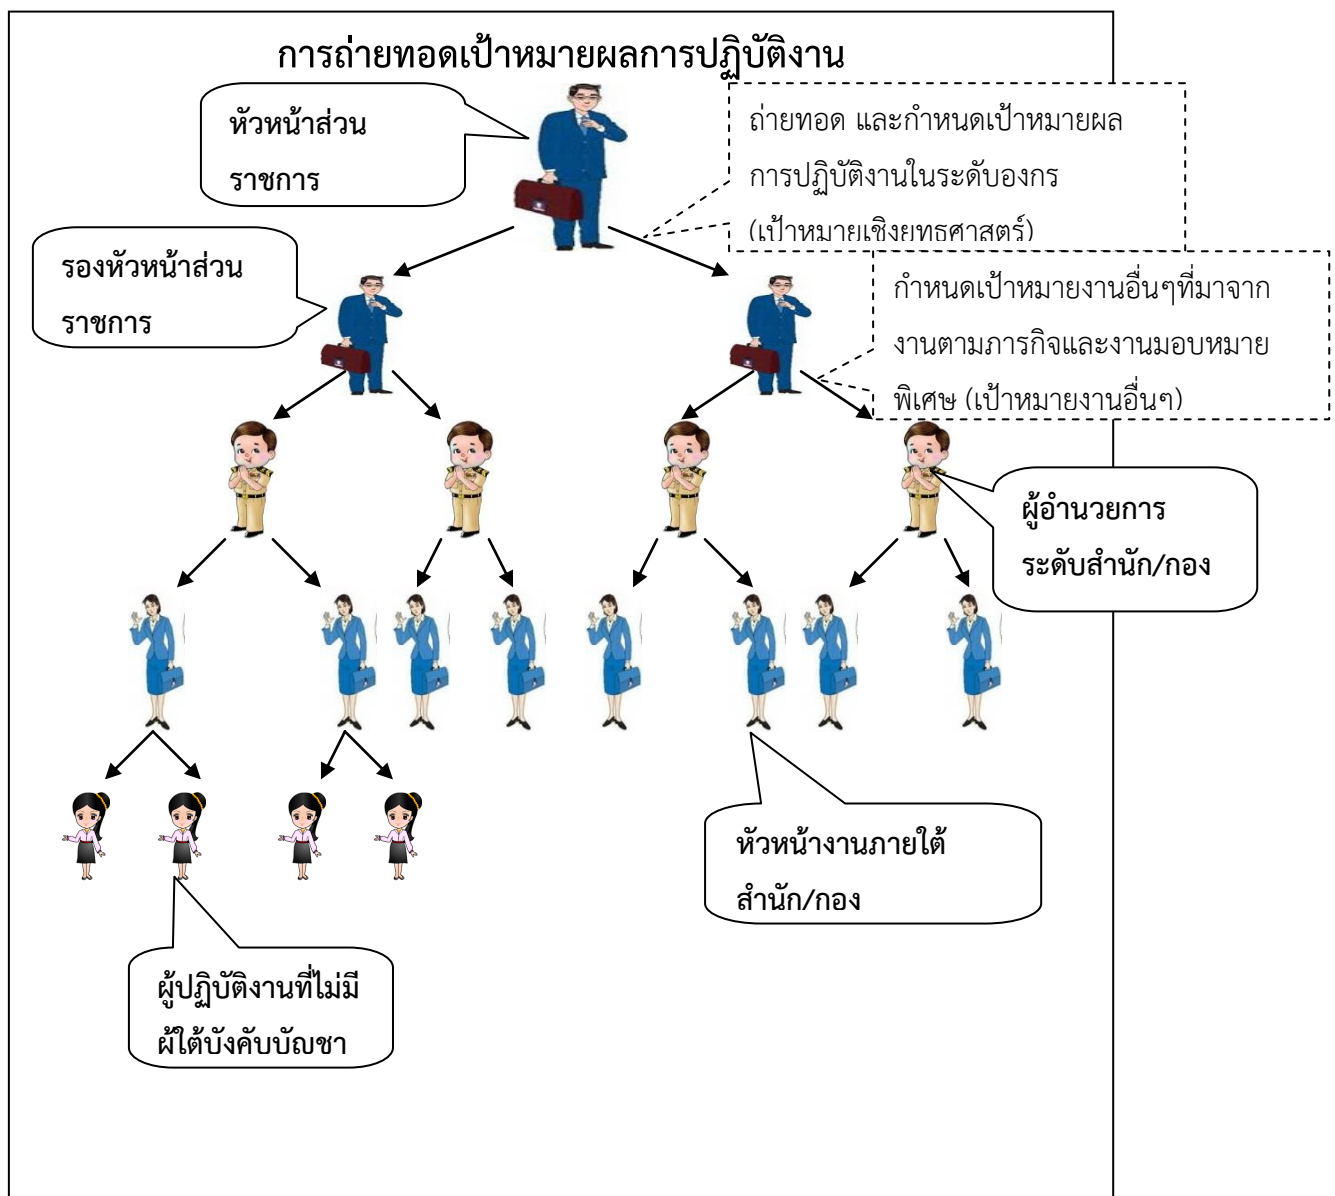 การถ่ายทอดเป้าหมายผลการปฏิบัติงาน
หัวหน้าส่วน
ราชการ
ถ่ายทอด และกำหนดเป้าหมายผล
การปฏิบัติงานในระดับองกร
(เป้าหมายเชิงยุทธศาสตร์)
รองหัวหน้าส่วน
ราชการ
กำหนดเป้าหมายงานอื่นๆที่มาจาก
งานตามภารกิจและงานมอบหมาย
พิเศษ (เป้าหมายงานอื่นๆ)
ผู้อำนวยการ
ระดับสำนัก/กอง
หัวหน้างานภายใต้
สำนัก/กอง
ผู้ปฏิบัติงานที่ไม่มี
ผู้ใต้บังคับบัญชา